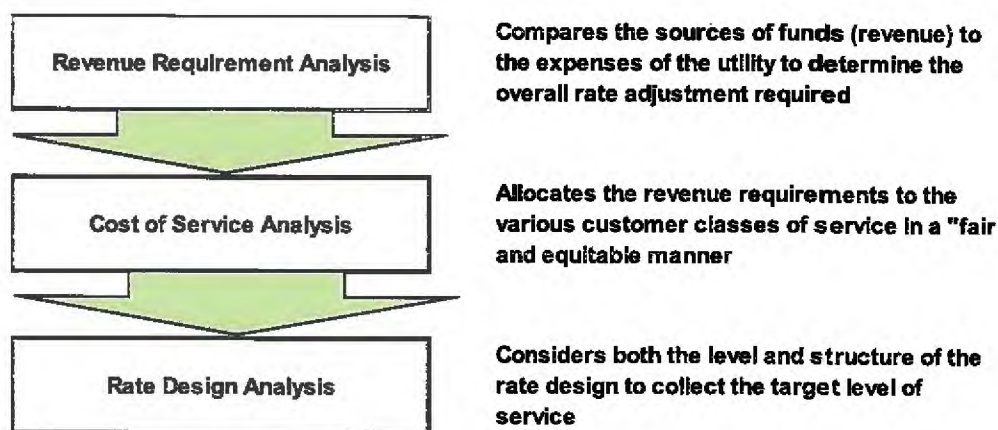 Revenue Requirement Analysis
Compares the sources of funds (revenue) to
the expenses of the utility to determine the
overall rate adjustment required
Cost of Service Analysis
Allocates the revenue requirements to the
various customer classes of service in a "fair
and equitable manner
Rate Design Analysis
Considers both the level and structure of the
rate design to collect the target level of
service